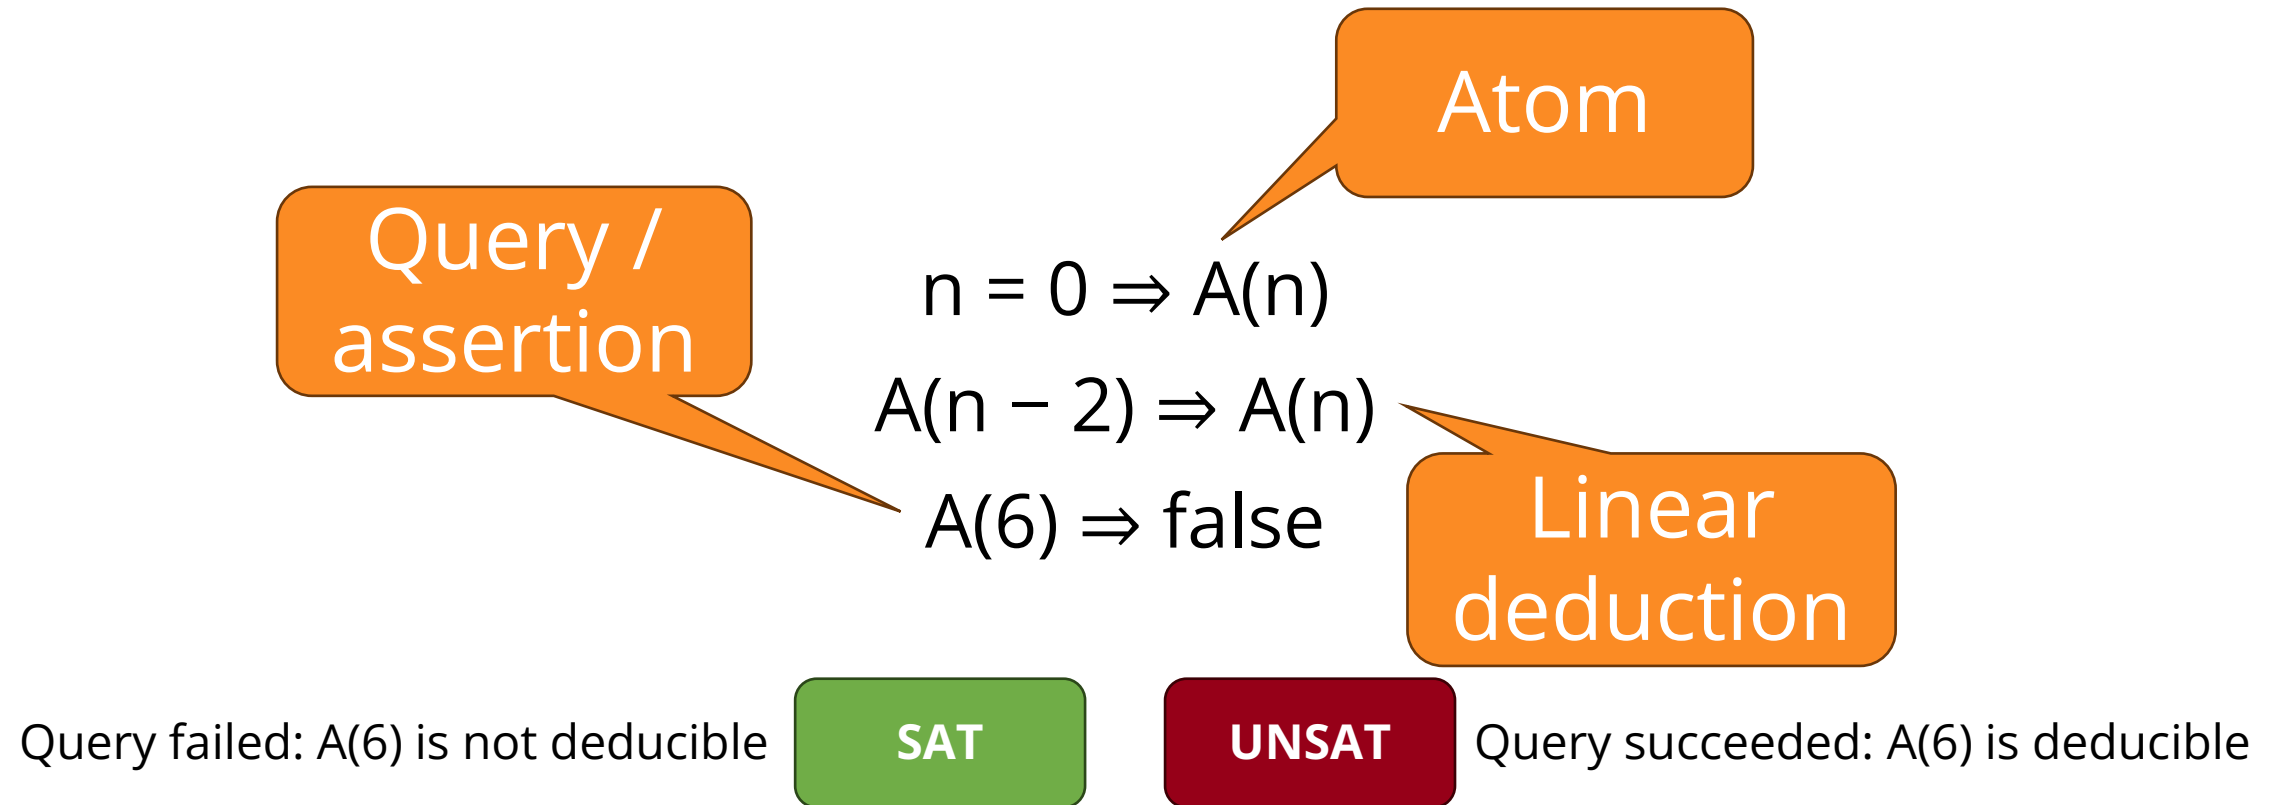 Atom
Query /
assertion
n = 0 ⇒ A(n)
A(n − 2) ⇒ A(n)
A(6) ⇒ false
Linear
deduction
Query failed: A(6) is not deducible
SAT
UNSAT
Query succeeded: A(6) is deducible